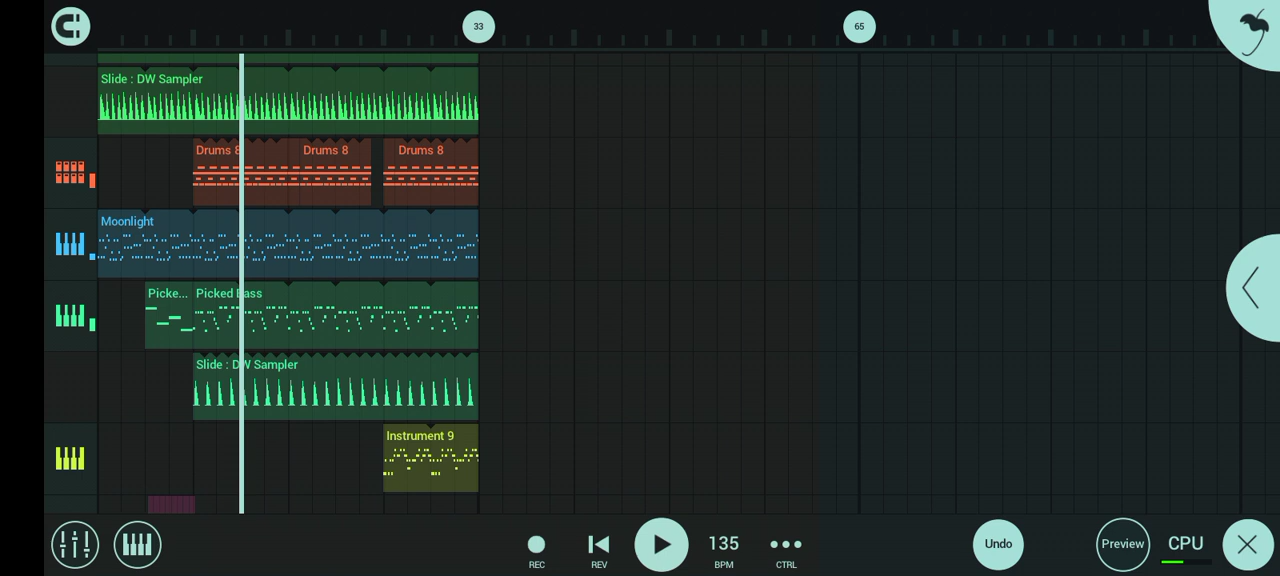 33
65
Slide : DW Sampler
Drums 8
Drums 8
Drums 8
Moonlight
Picke...
Picked Bass
Slide : DW Sampler
Instrument 9
REC
REV
135
BPM
CTRL
Undo
Preview
CPU